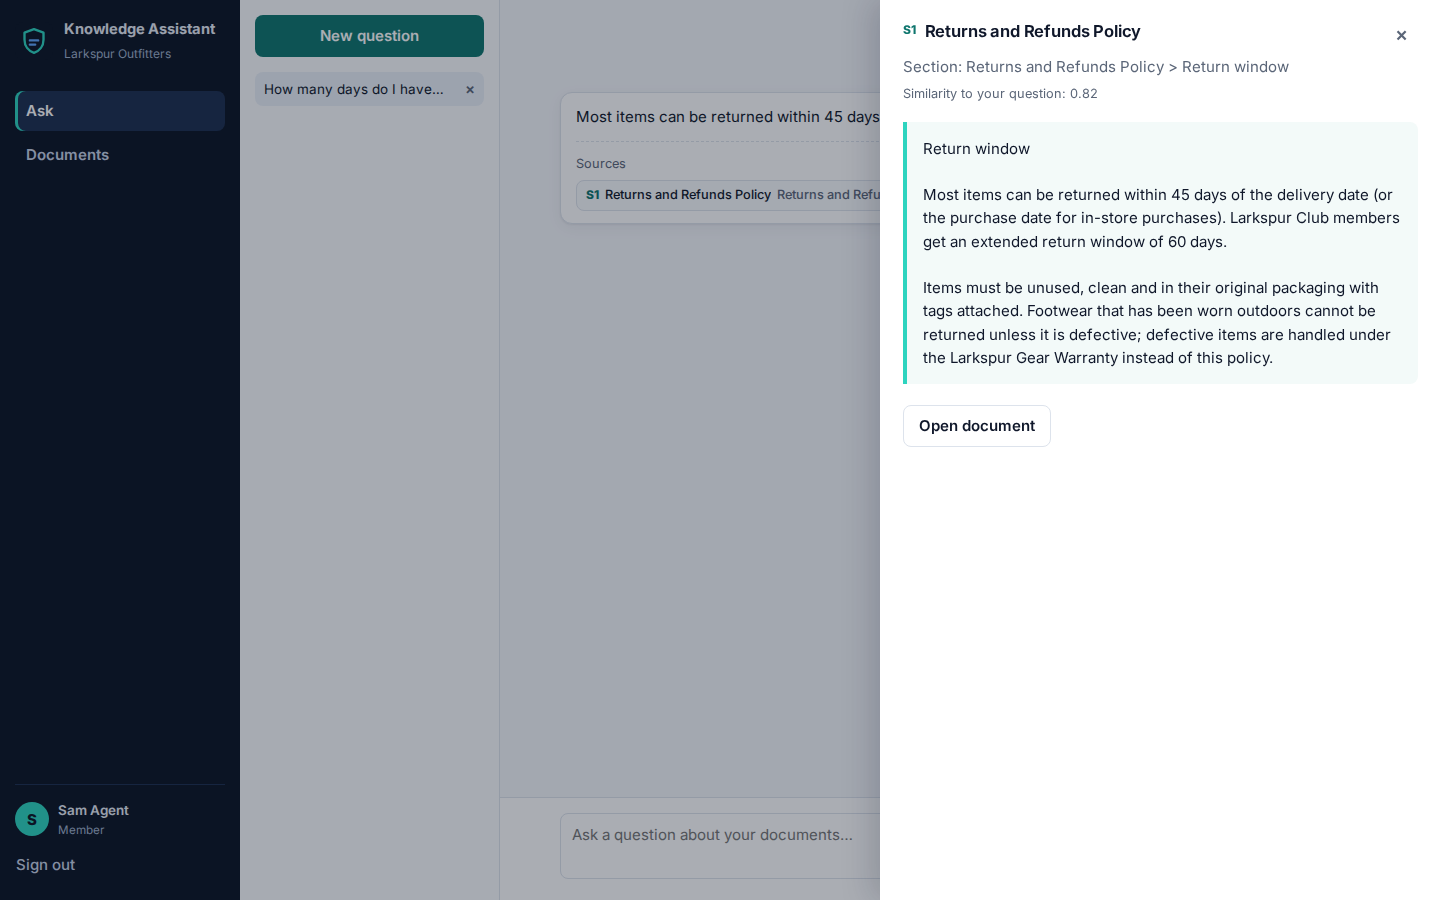 Knowledge Assistant
Larkspur Outfitters
Ask
Documents
S
Sam Agent
Member
Sign out
New question
How many days do I have... ×
Most items can be returned within 45 days
Sources
S1 Returns and Refunds Policy Returns and Refu
Ask a question about your documents...
S1 Returns and Refunds Policy ×
Section: Returns and Refunds Policy > Return window
Similarity to your question: 0.82
Return window
Most items can be returned within 45 days of the delivery date (or
the purchase date for in-store purchases). Larkspur Club members
get an extended return window of 60 days.
Items must be unused, clean and in their original packaging with
tags attached. Footwear that has been worn outdoors cannot be
returned unless it is defective; defective items are handled under
the Larkspur Gear Warranty instead of this policy.
Open document